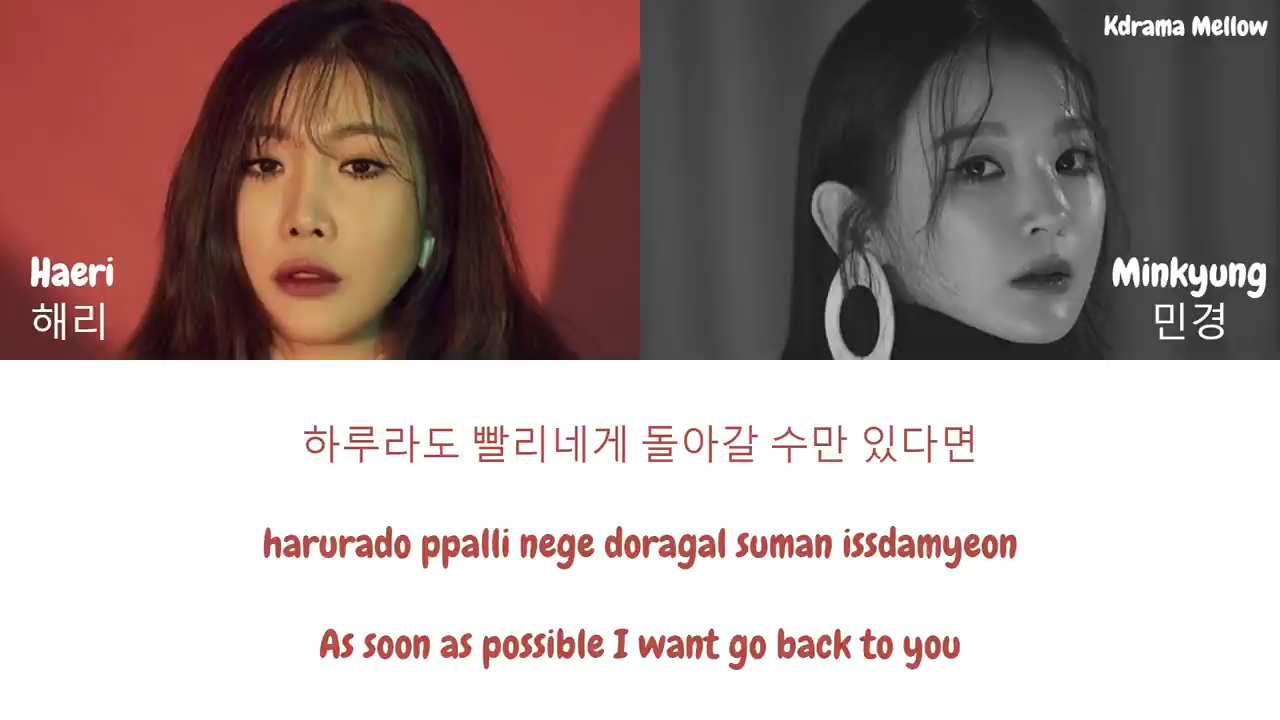 Kdrama Mellow
Haeri
해리
Minkyung
민경
하루라도 빨리네게 돌아갈 수만 있다면
harurado ppalli nege doragal suman issdamyeon
As soon as possible I want go back to you